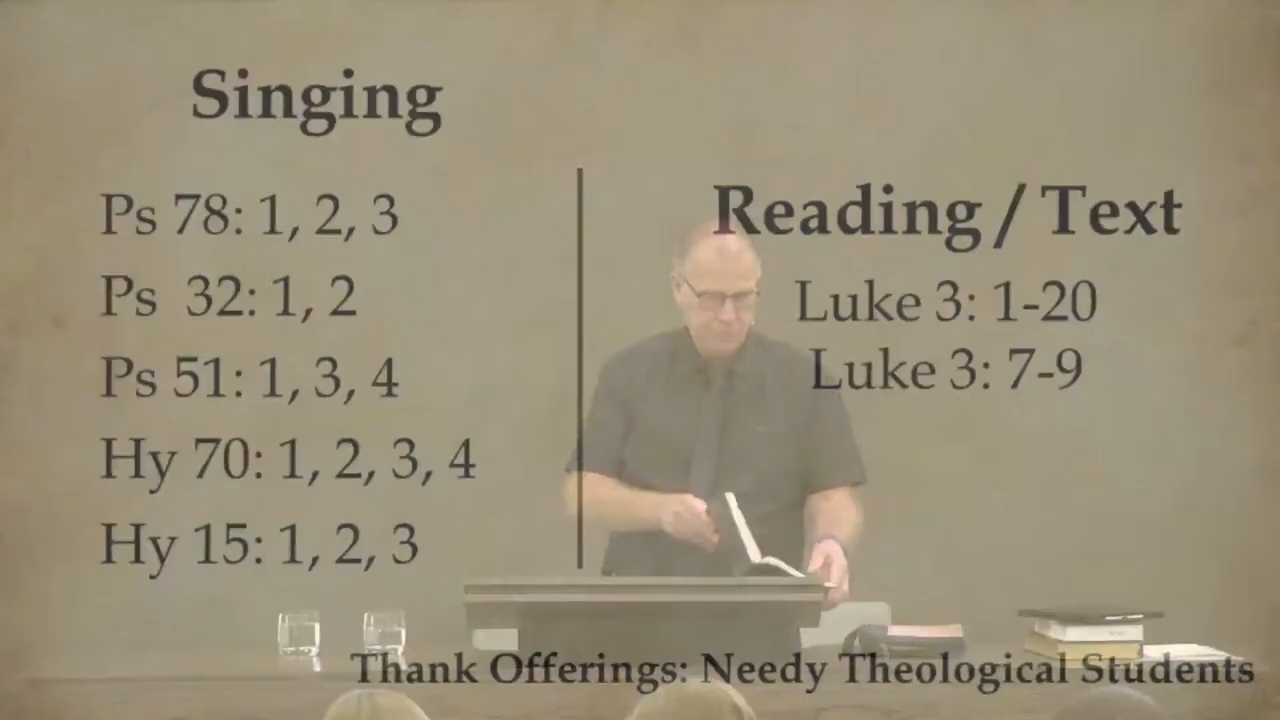 Singing
Ps 78: 1, 2, 3
Ps 32: 1, 2
Ps 51: 1, 3, 4
Hy 70: 1, 2, 3, 4
Hy 15: 1, 2, 3
Reading / Text
Luke 3: 1-20
Luke 3: 7-9
Thank Offerings: Needy Theological Students